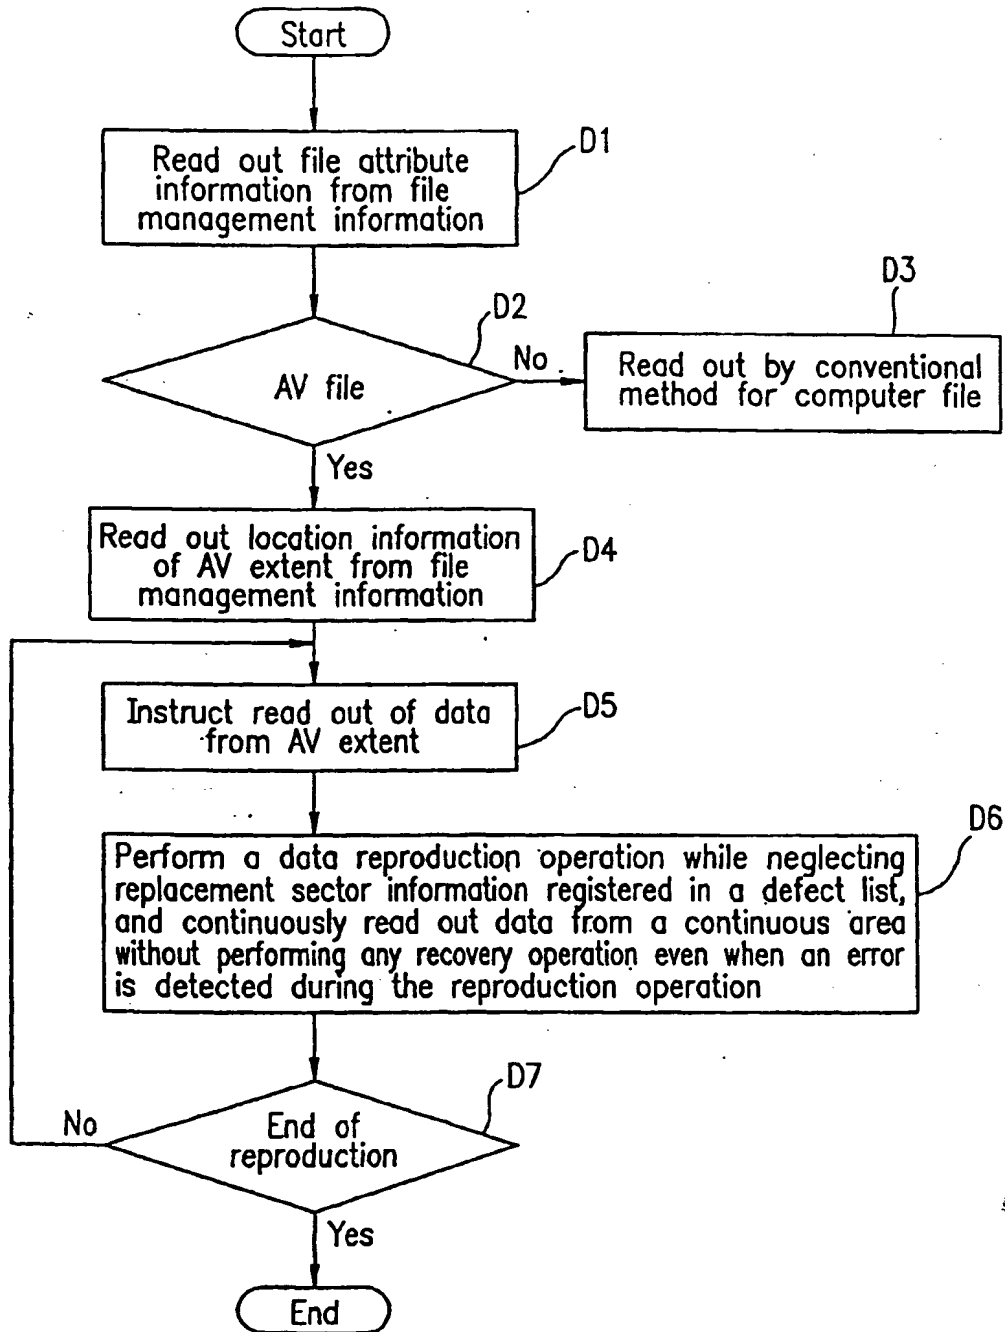 Start
Read out file attribute
information from file
management information
D1
D2
AV file
No
D3
Read out by conventional
method for computer file
Yes
Read out location information
of AV extent from file
management information
D4
Instruct read out of data
from AV extent
D5
D6
Perform a data reproduction operation while neglecting
replacement sector information registered in a defect list,
and continuously read out data from a continuous area
without performing any recovery operation even when an error
is detected during the reproduction operation
D7
No
End of
reproduction
Yes
End